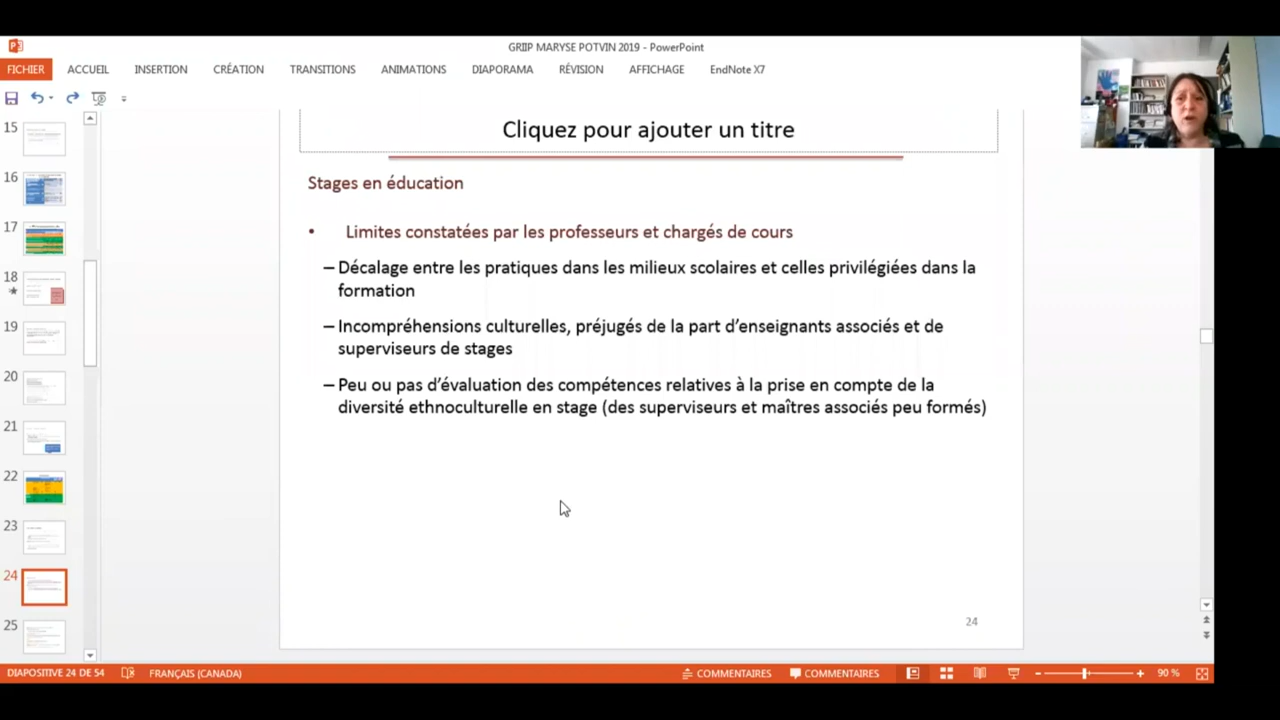 GRIIP MARYSE POTVIN 2019 - PowerPoint
FICHIER ACCUEIL INSERTION CRÉATION TRANSITIONS ANIMATIONS DIAPORAMA RÉVISION AFFICHAGE EndNote X7
Cliquez pour ajouter un titre
Stages en éducation
• Limites constatées par les professeurs et chargés de cours
– Décalage entre les pratiques dans les milieux scolaires et celles privilégiées dans la
formation
– Incompréhensions culturelles, préjugés de la part d'enseignants associés et de
superviseurs de stages
– Peu ou pas d'évaluation des compétences relatives à la prise en compte de la
diversité ethnoculturelle en stage (des superviseurs et maîtres associés peu formés)
24
15
16
17
18
19
20
21
22
23
24
25
DIAPOSITIVE 24 DE 54 FRANÇAIS (CANADA) COMMENTAIRES COMMENTAIRES 90 %